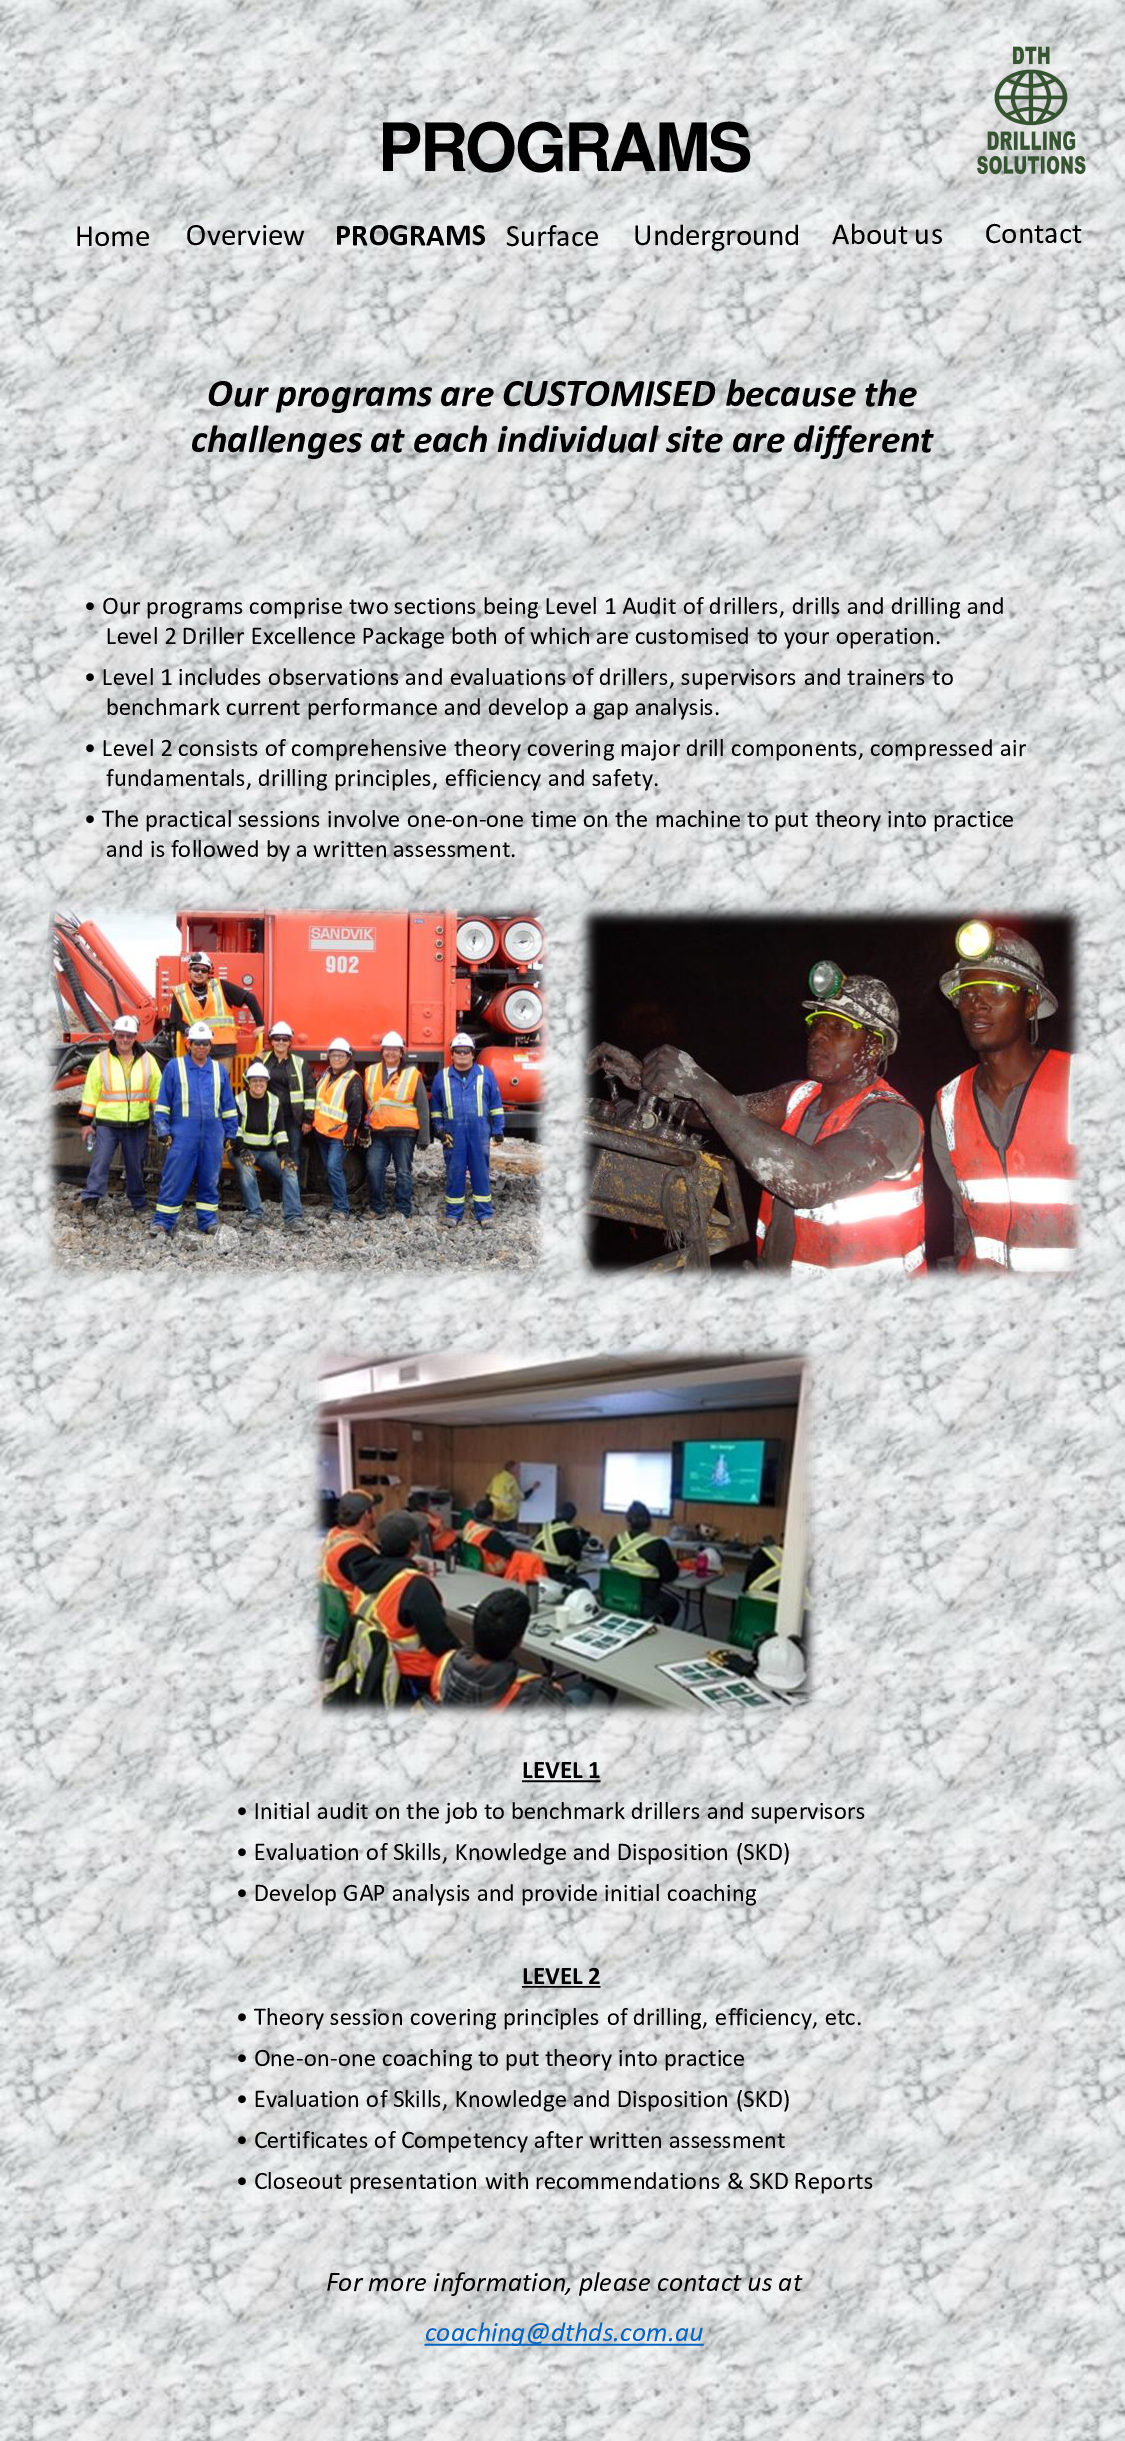 DTH
DRILLING
SOLUTIONS
PROGRAMS
Home Overview PROGRAMS Surface Underground About us Contact
Our programs are CUSTOMISED because the
challenges at each individual site are different
• Our programs comprise two sections being Level 1 Audit of drillers, drills and drilling and
Level 2 Driller Excellence Package both of which are customised to your operation.
• Level 1 includes observations and evaluations of drillers, supervisors and trainers to
benchmark current performance and develop a gap analysis.
• Level 2 consists of comprehensive theory covering major drill components, compressed air
fundamentals, drilling principles, efficiency and safety.
• The practical sessions involve one-on-one time on the machine to put theory into practice
and is followed by a written assessment.
SANDVIK
902
LEVEL 1
• Initial audit on the job to benchmark drillers and supervisors
• Evaluation of Skills, Knowledge and Disposition (SKD)
• Develop GAP analysis and provide initial coaching
LEVEL 2
• Theory session covering principles of drilling, efficiency, etc.
• One-on-one coaching to put theory into practice
• Evaluation of Skills, Knowledge and Disposition (SKD)
• Certificates of Competency after written assessment
• Closeout presentation with recommendations & SKD Reports
For more information, please contact us at
coaching@dthds.com.au